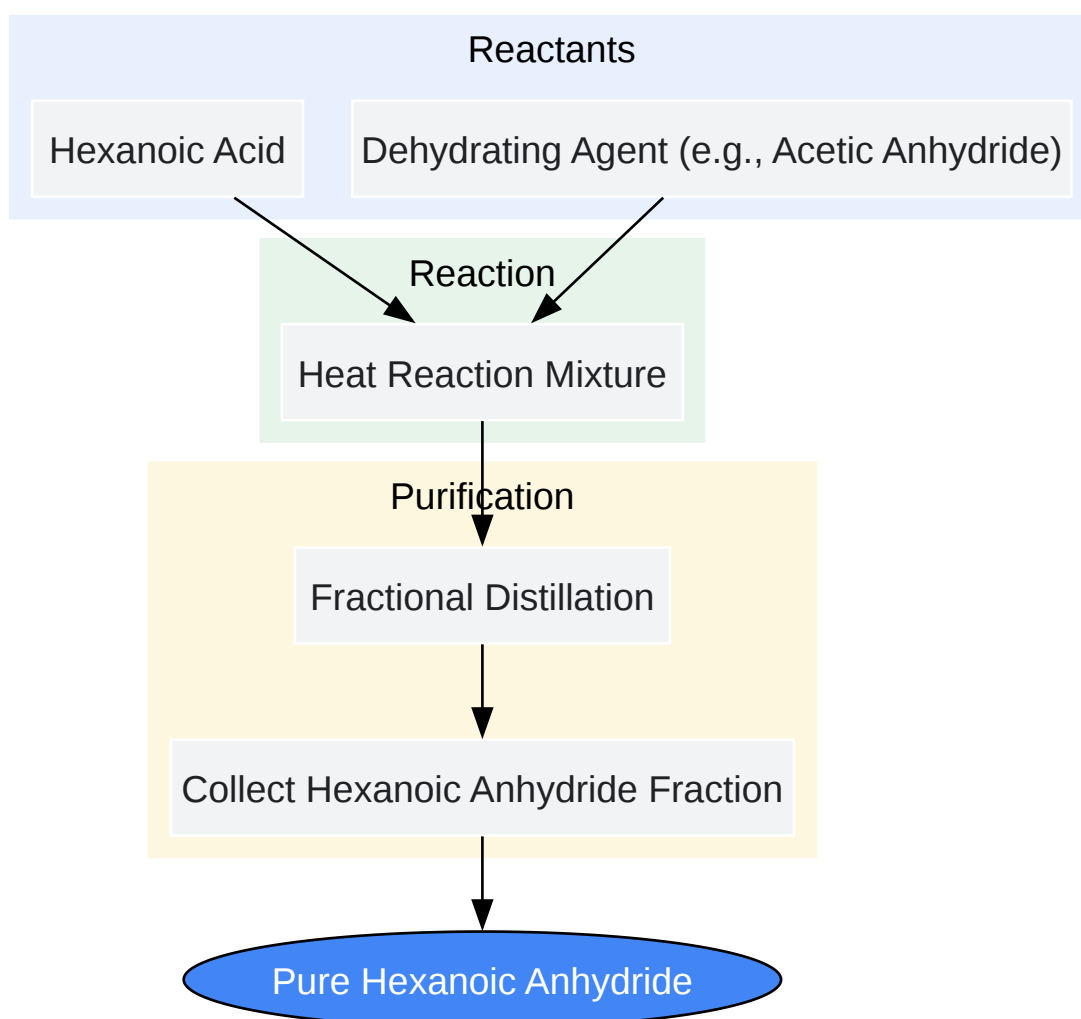 Reactants
Hexanoic Acid
Dehydrating Agent (e.g., Acetic Anhydride)
Reaction
Heat Reaction Mixture
Purification
Fractional Distillation
Collect Hexanoic Anhydride Fraction
Pure Hexanoic Anhydride